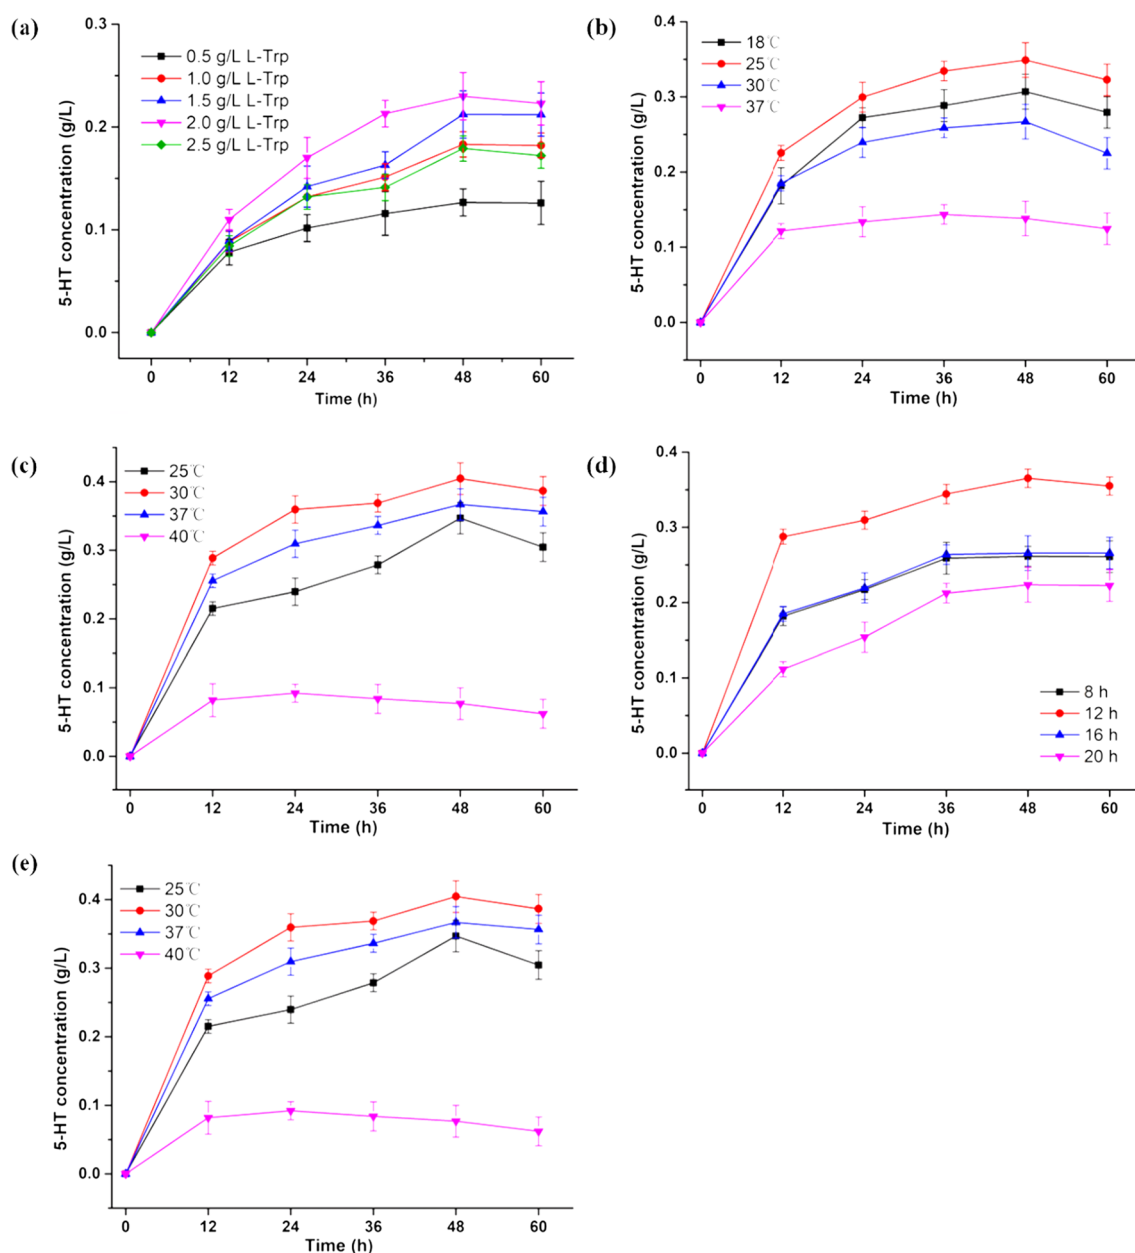 (a)
0.5 g/L L-Trp
1.0 g/L L-Trp
1.5 g/L L-Trp
2.0 g/L L-Trp
2.5 g/L L-Trp
5-HT concentration (g/L)
0.3
0.2
0.1
0.0
0 12 24 36 48 60
Time (h)
(b)
18℃
25℃
30℃
37℃
5-HT concentration (g/L)
0.4
0.3
0.2
0.1
0.0
0 12 24 36 48 60
Time (h)
(c)
25℃
30℃
37℃
40℃
5-HT concentration (g/L)
0.4
0.3
0.2
0.1
0.0
0 12 24 36 48 60
Time (h)
(d)
5-HT concentration (g/L)
0.4
0.3
0.2
0.1
0.0
8 h
12 h
16 h
20 h
0 12 24 36 48 60
Time (h)
(e)
25℃
30℃
37℃
40℃
5-HT concentration (g/L)
0.4
0.3
0.2
0.1
0.0
0 12 24 36 48 60
Time (h)